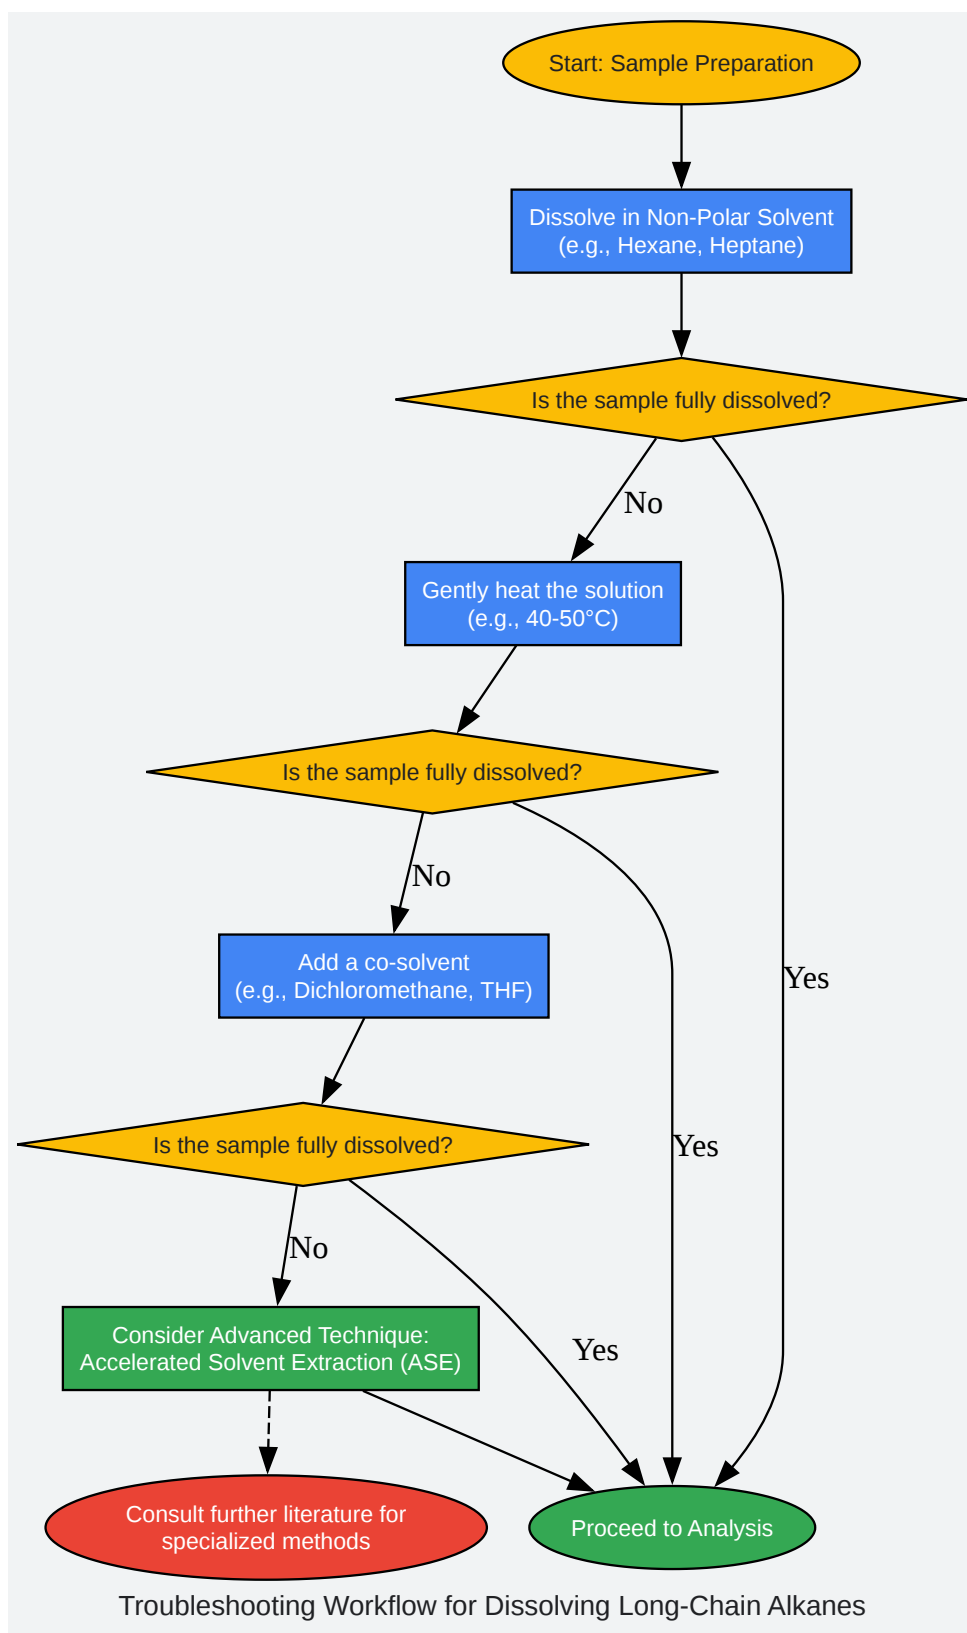 Start: Sample Preparation
Dissolve in Non-Polar Solvent
(e.g., Hexane, Heptane)
Is the sample fully dissolved?
No
Gently heat the solution
(e.g., 40-50°C)
Is the sample fully dissolved?
No
Add a co-solvent
(e.g., Dichloromethane, THF)
Yes
Is the sample fully dissolved?
Yes
No
Consider Advanced Technique:
Accelerated Solvent Extraction (ASE)
Yes
Consult further literature for
specialized methods
Proceed to Analysis
Troubleshooting Workflow for Dissolving Long-Chain Alkanes